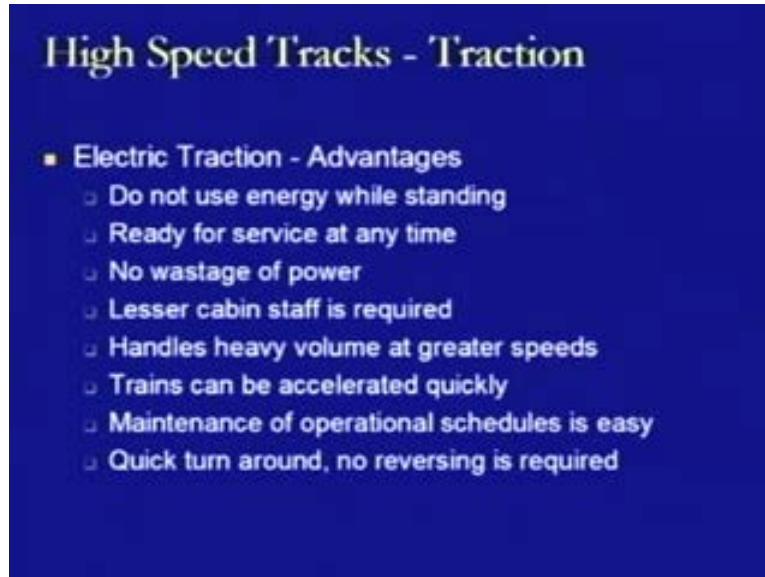 High Speed Tracks - Traction
Electric Traction - Advantages
Do not use energy while standing
Ready for service at any time
No wastage of power
Lesser cabin staff is required
Handles heavy volume at greater speeds
Trains can be accelerated quickly
Maintenance of operational schedules is easy
Quick turn around, no reversing is required